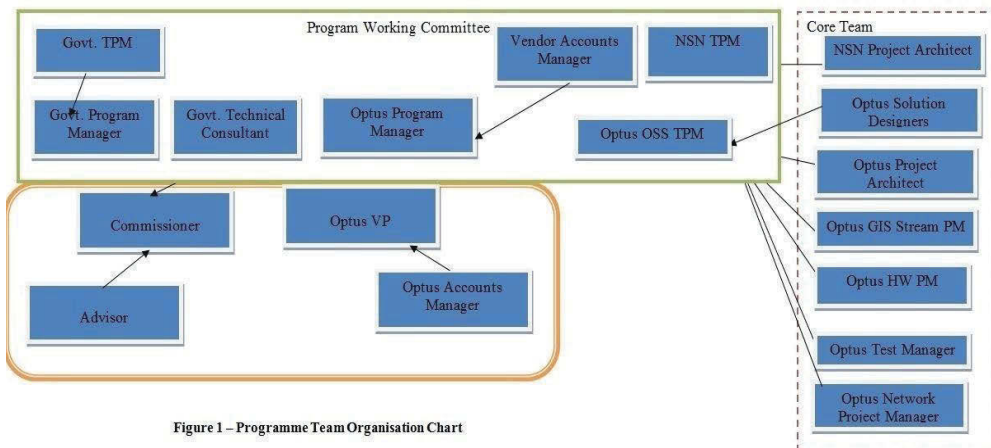 Program Working Committee
Govt. TPM
Vendor Accounts
Manager
NSN TPM
Govt. Program
Manager
Govt. Technical
Consultant
Optus Program
Manager
Optus OSS TPM
Core Team
NSN Project Architect
Optus Solution
Designers
Optus Project
Architect
Optus GIS Stream PM
Optus HW PM
Optus Test Manager
Optus Network
Project Manager
Commissioner
Optus VP
Advisor
Optus Accounts
Manager
Figure 1 – Programme Team Organisation Chart